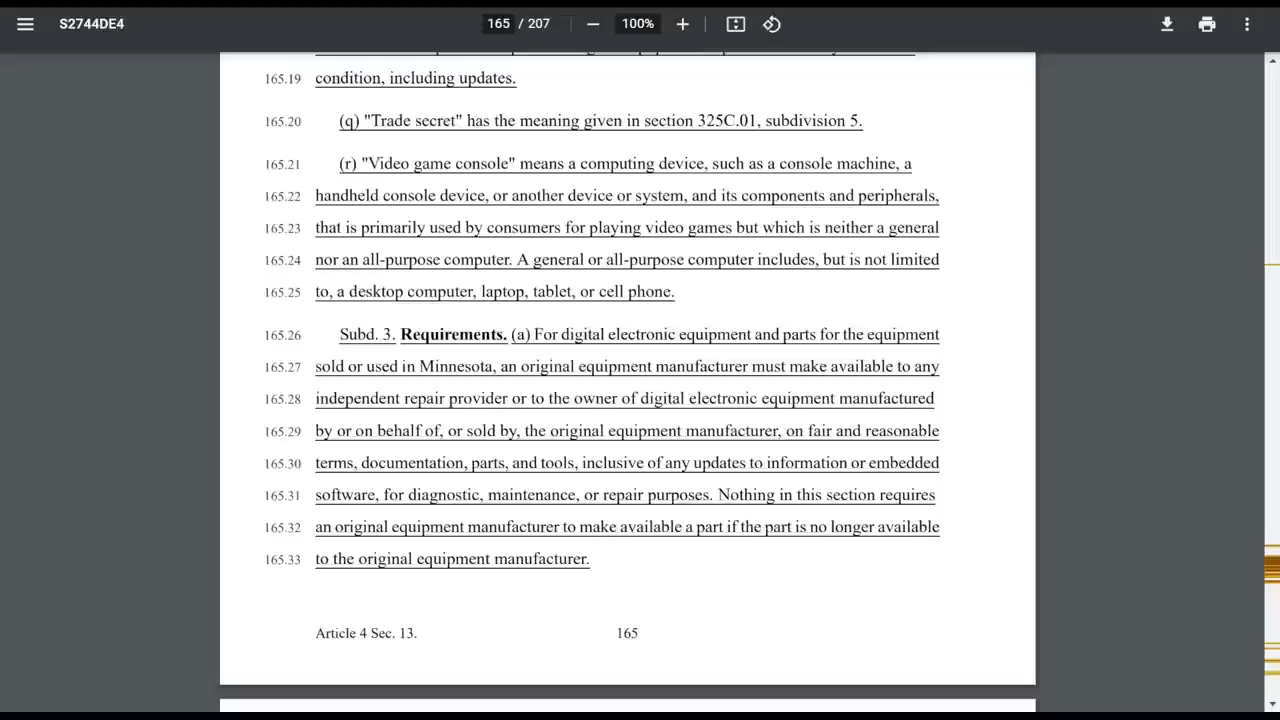 S2744DE4
165 / 207
100%
165.19 condition, including updates.
165.20 (q) "Trade secret" has the meaning given in section 325C.01, subdivision 5.
165.21 (r) "Video game console" means a computing device, such as a console machine, a
165.22 handheld console device, or another device or system, and its components and peripherals,
165.23 that is primarily used by consumers for playing video games but which is neither a general
165.24 nor an all-purpose computer. A general or all-purpose computer includes, but is not limited
165.25 to, a desktop computer, laptop, tablet, or cell phone.
165.26 Subd. 3. Requirements. (a) For digital electronic equipment and parts for the equipment
165.27 sold or used in Minnesota, an original equipment manufacturer must make available to any
165.28 independent repair provider or to the owner of digital electronic equipment manufactured
165.29 by or on behalf of, or sold by, the original equipment manufacturer, on fair and reasonable
165.30 terms, documentation, parts, and tools, inclusive of any updates to information or embedded
165.31 software, for diagnostic, maintenance, or repair purposes. Nothing in this section requires
165.32 an original equipment manufacturer to make available a part if the part is no longer available
165.33 to the original equipment manufacturer.
Article 4 Sec. 13.
165